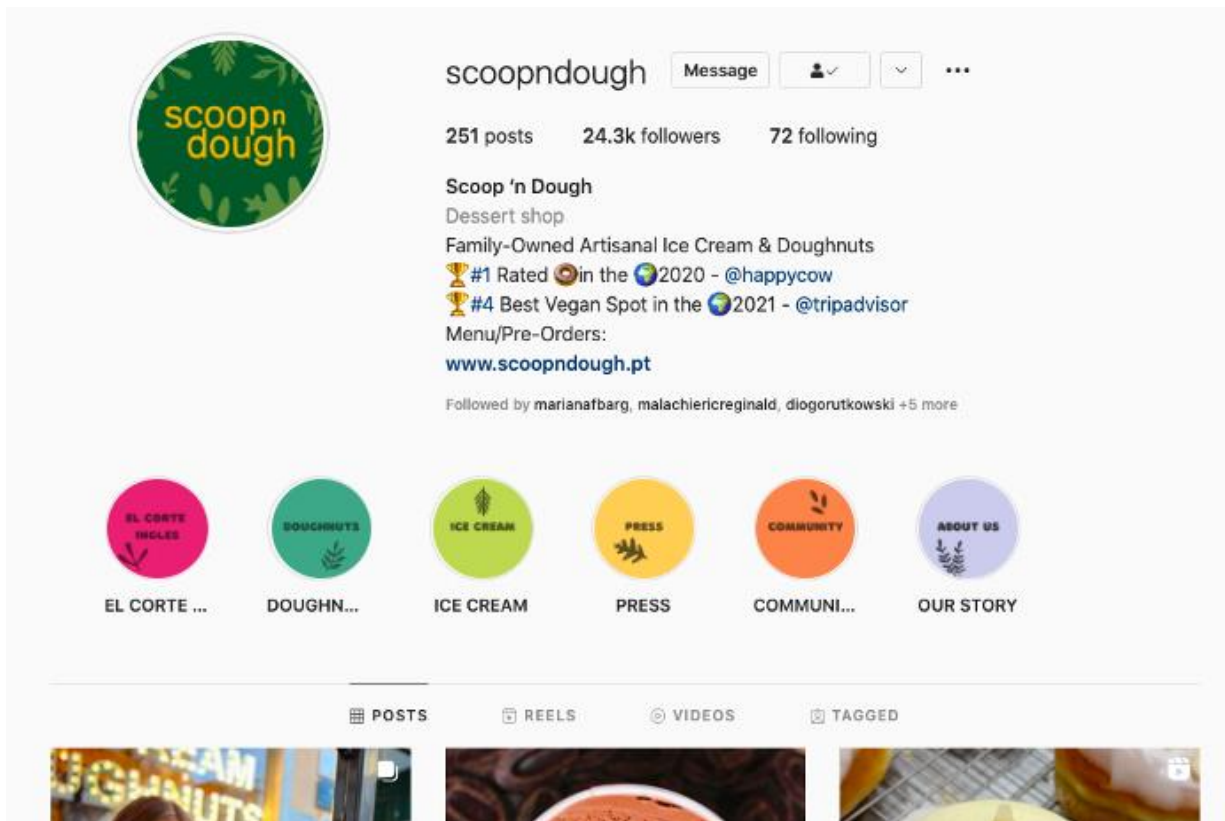 scoopn
dough
scoopndough Message
251 posts 24.3k followers 72 following
Scoop ‘n Dough
Dessert shop
Family-Owned Artisanal Ice Cream & Doughnuts
🏆#1 Rated 🍩in the 🌍2020 - @happycow
🏆#4 Best Vegan Spot in the 🌍2021 - @tripadvisor
Menu/Pre-Orders:
www.scoopndough.pt
Followed by marianafbarg, malachiericreginald, diogorutkowski +5 more
EL CORTE
INGLES
DOUGHNUTS
ICE CREAM
PRESS
COMMUNITY
ABOUT US
EL CORTE ... DOUGHN... ICE CREAM PRESS COMMUNI... OUR STORY
POSTS REELS VIDEOS TAGGED